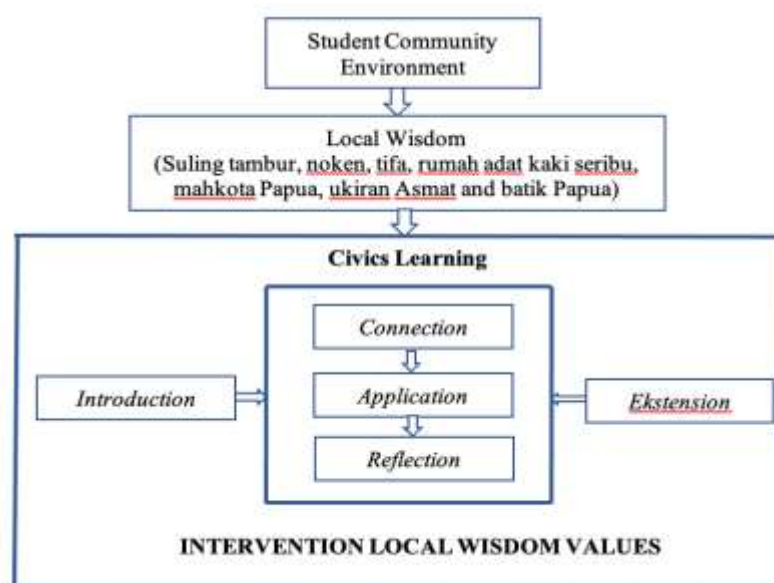 Student Community
Environment
Local Wisdom
(Suling tambur, noken, tifa, rumah adat kaki seribu,
mahkota Papua, ukiran Asmat and batik Papua)
Civics Learning
Connection
Introduction
Application
Ekstension
Reflection
INTERVENTION LOCAL WISDOM VALUES